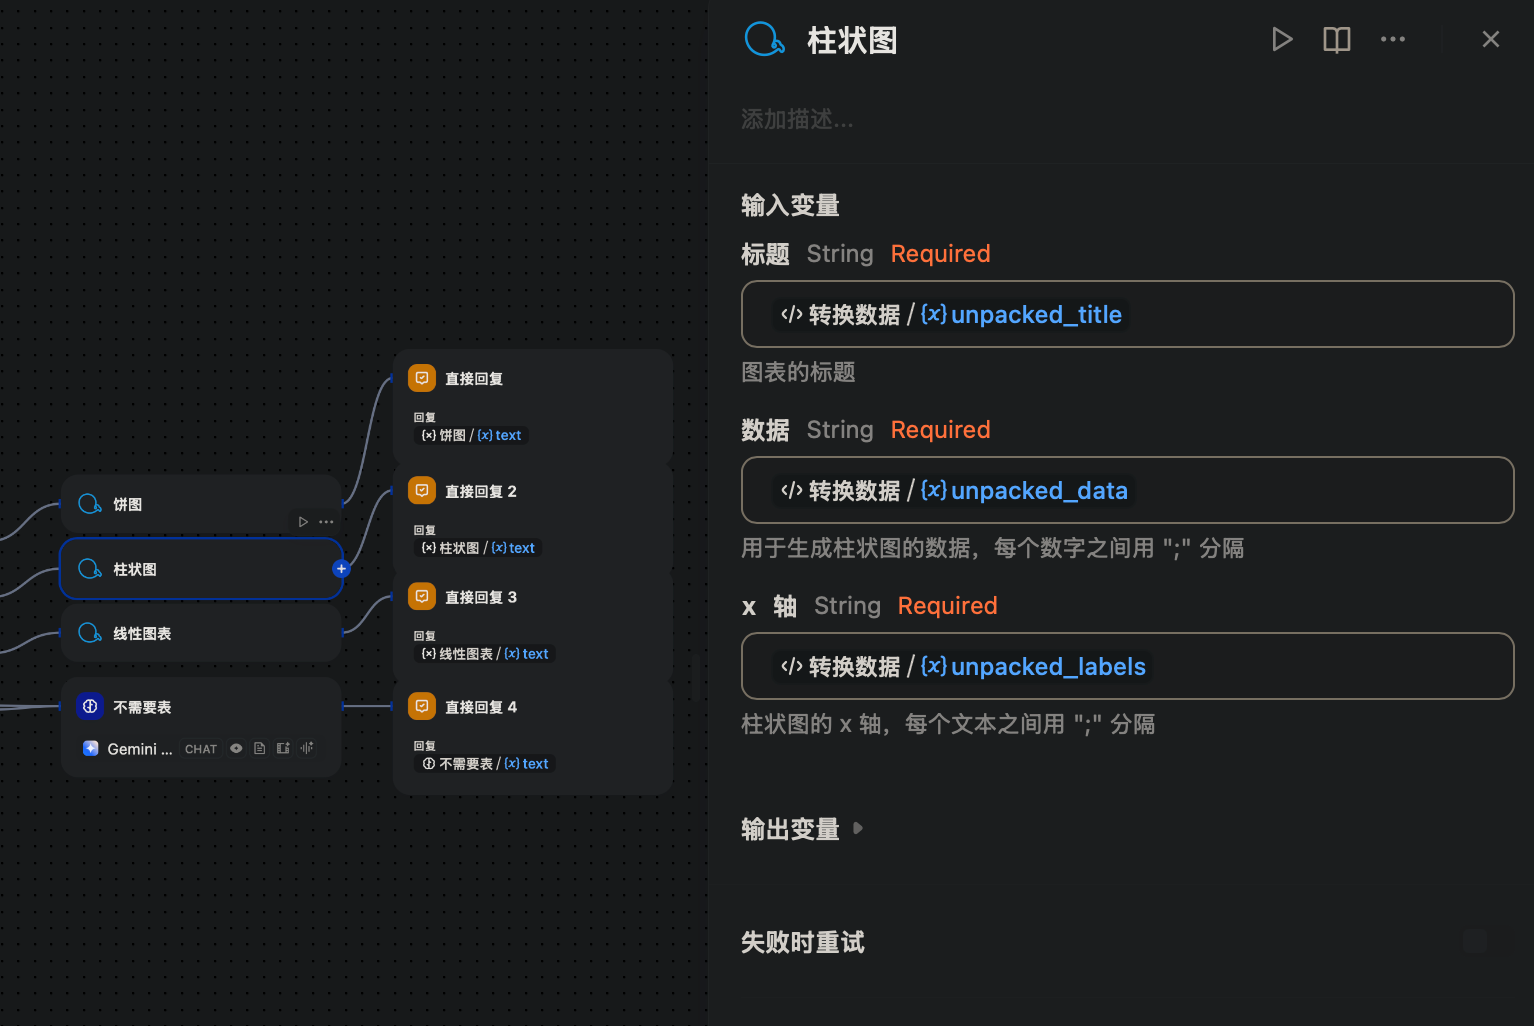 饼图
柱状图
线性图表
不需要表
Gemini ... CHAT
直接回复
回复
饼图 / {x} text
直接回复 2
回复
柱状图 / {x} text
直接回复 3
回复
线性图表 / {x} text
直接回复 4
回复
不需要表 / {x} text
柱状图
添加描述...
输入变量
标题 String Required
转换数据 / {x} unpacked_title
图表的标题
数据 String Required
转换数据 / {x} unpacked_data
用于生成柱状图的数据，每个数字之间用 ";" 分隔
x 轴 String Required
转换数据 / {x} unpacked_labels
柱状图的 x 轴，每个文本之间用 ";" 分隔
输出变量
失败时重试